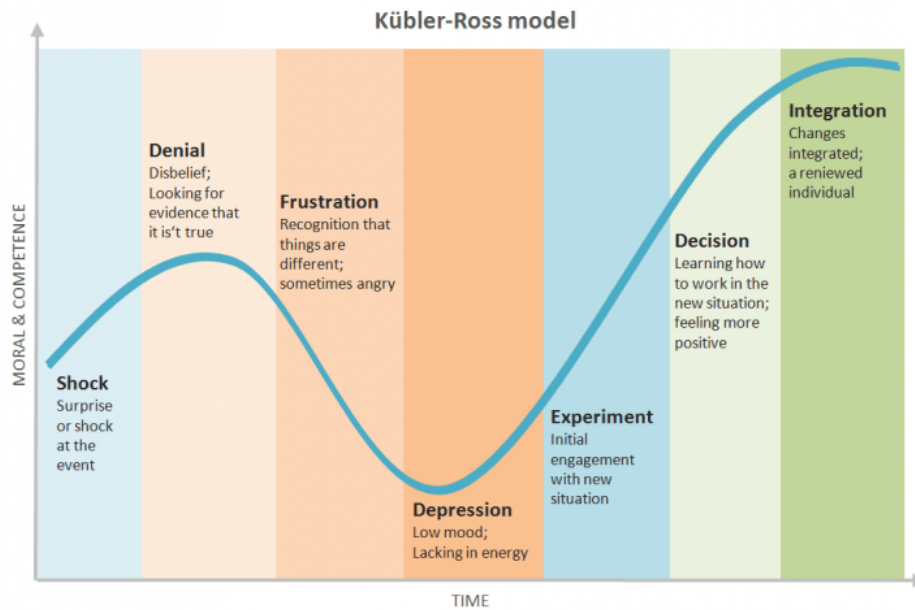 Kübler-Ross model
MORAL & COMPETENCE
Shock
Surprise
or shock
at the
event
Denial
Disbelief;
Looking for
evidence that
it is't true
Frustration
Recognition that
things are
different;
sometimes angry
Depression
Low mood;
Lacking in energy
Experiment
Initial
engagement
with new
situation
Decision
Learning how
to work in the
new situation;
feeling more
positive
Integration
Changes
integrated;
a reniewed
individual
TIME